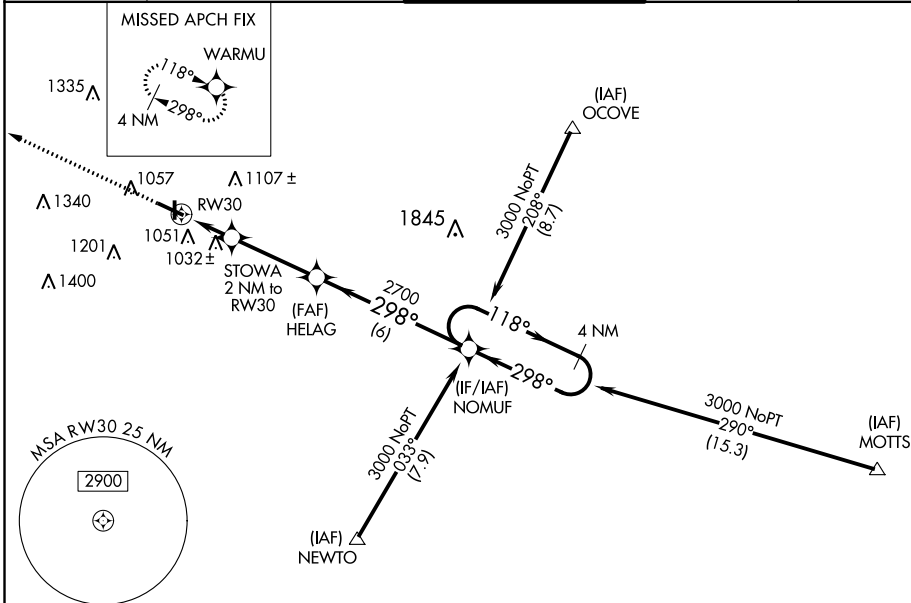 MISSED APCH FIX
WARMU
118°
298°
4 NM
1335
(IAF)
OCOVE
3000 NoPT
208°
(8.7)
1057
1107 ±
1340
RW30
1845
1051
1201
1032 ±
STOWA
2 NM to
RW30
1400
(FAF)
HELAG
2700
298°
(6)
118°
4 NM
298°
(IF/IAF)
NOMUF
3000 NoPT
290°
(15.3)
(IAF)
MOTTS
3000 NoPT
033°
(7.9)
(IAF)
NEWTO
MSA RW30 25 NM
2900